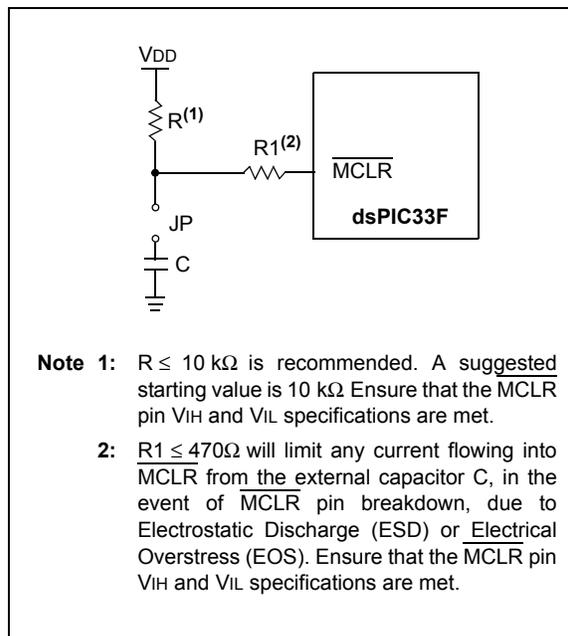 VDD
R(1)
R1(2)
MCLR
dsPIC33F
JP
C
Note 1: R ≤ 10 kΩ is recommended. A suggested
starting value is 10 kΩ Ensure that the MCLR
pin VIH and VIL specifications are met.
2: R1 ≤ 470Ω will limit any current flowing into
MCLR from the external capacitor C, in the
event of MCLR pin breakdown, due to
Electrostatic Discharge (ESD) or Electrical
Overstress (EOS). Ensure that the MCLR pin
VIH and VIL specifications are met.